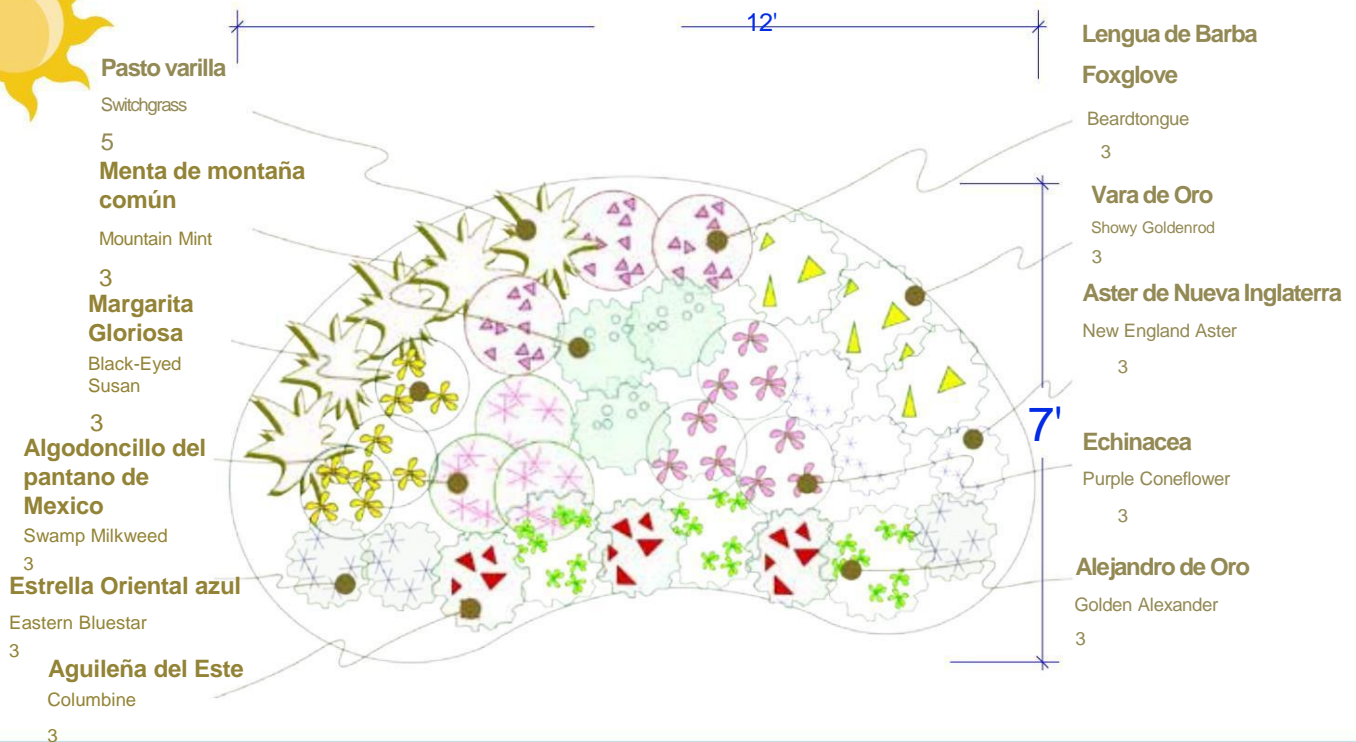 12'
Pasto varilla
Switchgrass
5
Menta de montaña
común
Mountain Mint
3
Margarita
Gloriosa
Black-Eyed
Susan
3
Algodoncillo del
pantano de
Mexico
Swamp Milkweed
3
Estrella Oriental azul
Eastern Bluestar
3
Aguileña del Este
Columbine
3
Lengua de Barba
Foxglove
Beardtongue
3
Vara de Oro
Showy Goldenrod
3
Aster de Nueva Inglaterra
New England Aster
3
7'
Echinacea
Purple Coneflower
3
Alejandro de Oro
Golden Alexander
3